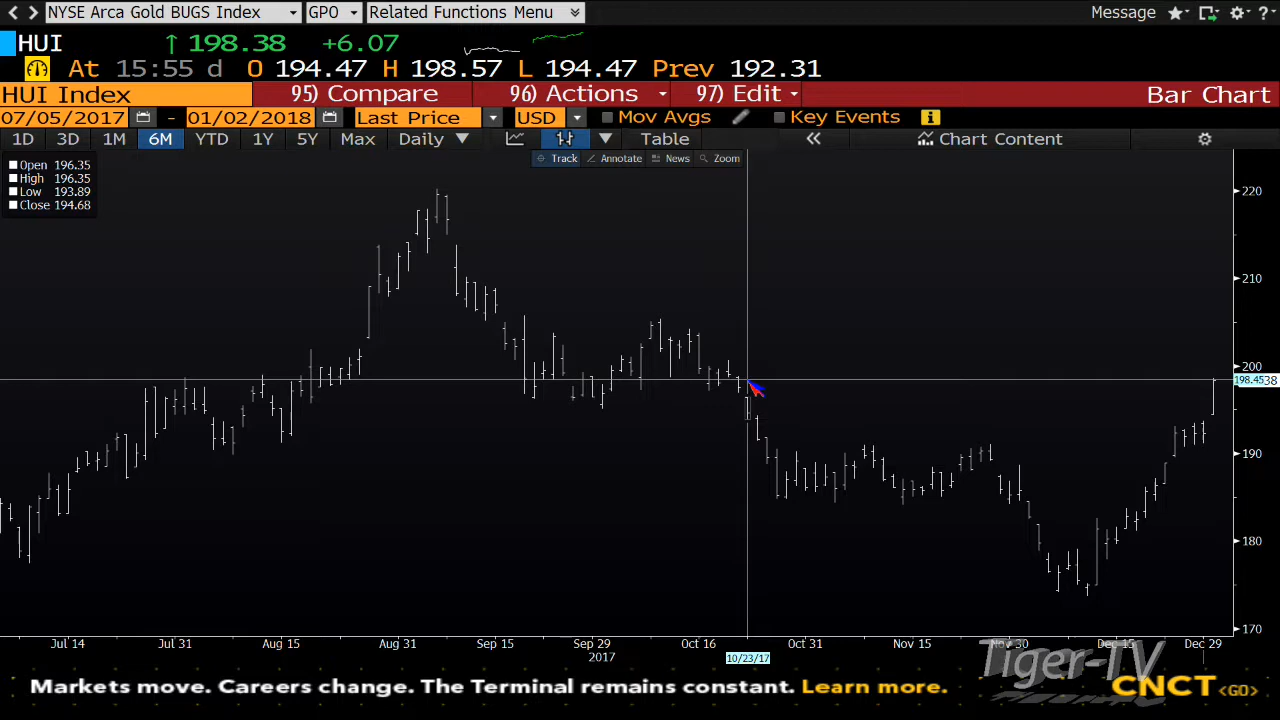 NYSE Arca Gold BUGS Index GPO Related Functions Menu Message ?
HUI ↑ 198.38 +6.07
At 15:55 d O 194.47 H 198.57 L 194.47 Prev 192.31
HUI Index 95) Compare 96) Actions 97) Edit Bar Chart
07/05/2017 - 01/02/2018 Last Price USD Mov Avgs Key Events i
1D 3D 1M 6M YTD 1Y 5Y Max Daily Table « Chart Content
Track Annotate News Zoom
Open 196.35
High 196.35
Low 193.89
Close 194.68
220
210
200
198.45 38
190
180
170
Jul 14 Jul 31 Aug 15 Aug 31 Sep 15 Sep 29 Oct 16 Oct 31 Nov 15 Nov 30 Dec 15 Dec 29
2017 10/23/17
Tiger-TV
Markets move. Careers change. The Terminal remains constant. Learn more. CNCT <GO>